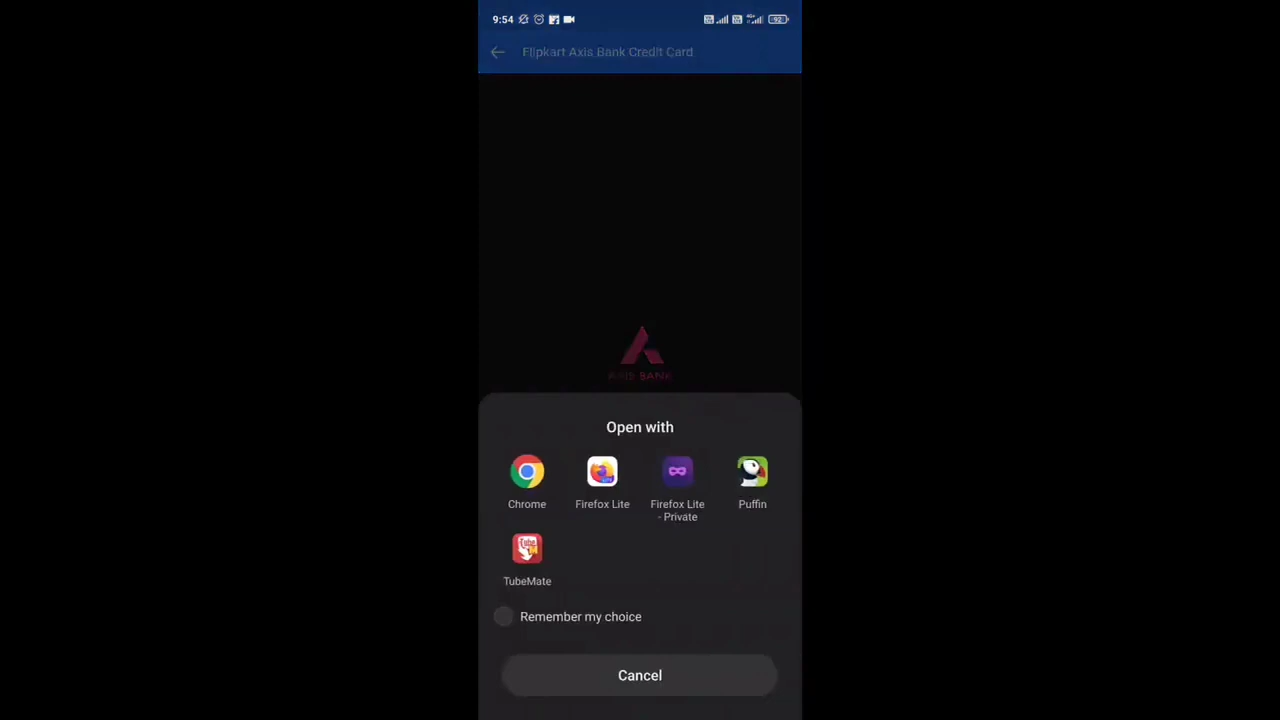 9:54
92
Flipkart Axis Bank Credit Card
AXIS BANK
Open with
Chrome
Firefox Lite
Firefox Lite
- Private
Puffin
TubeMate
Remember my choice
Cancel